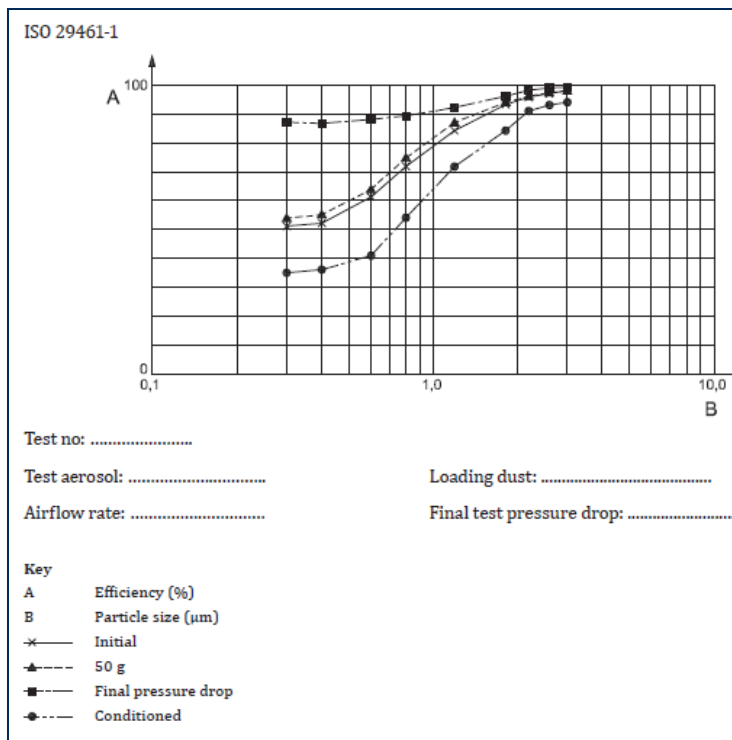 ISO 29461-1
100
A
0
0,1 1,0 10,0
B
Test no: .......................
Test aerosol: ............................... Loading dust: .........................................
Airflow rate: .............................. Final test pressure drop: .........................
Key
A Efficiency (%)
B Particle size (µm)
Initial
50 g
Final pressure drop
Conditioned